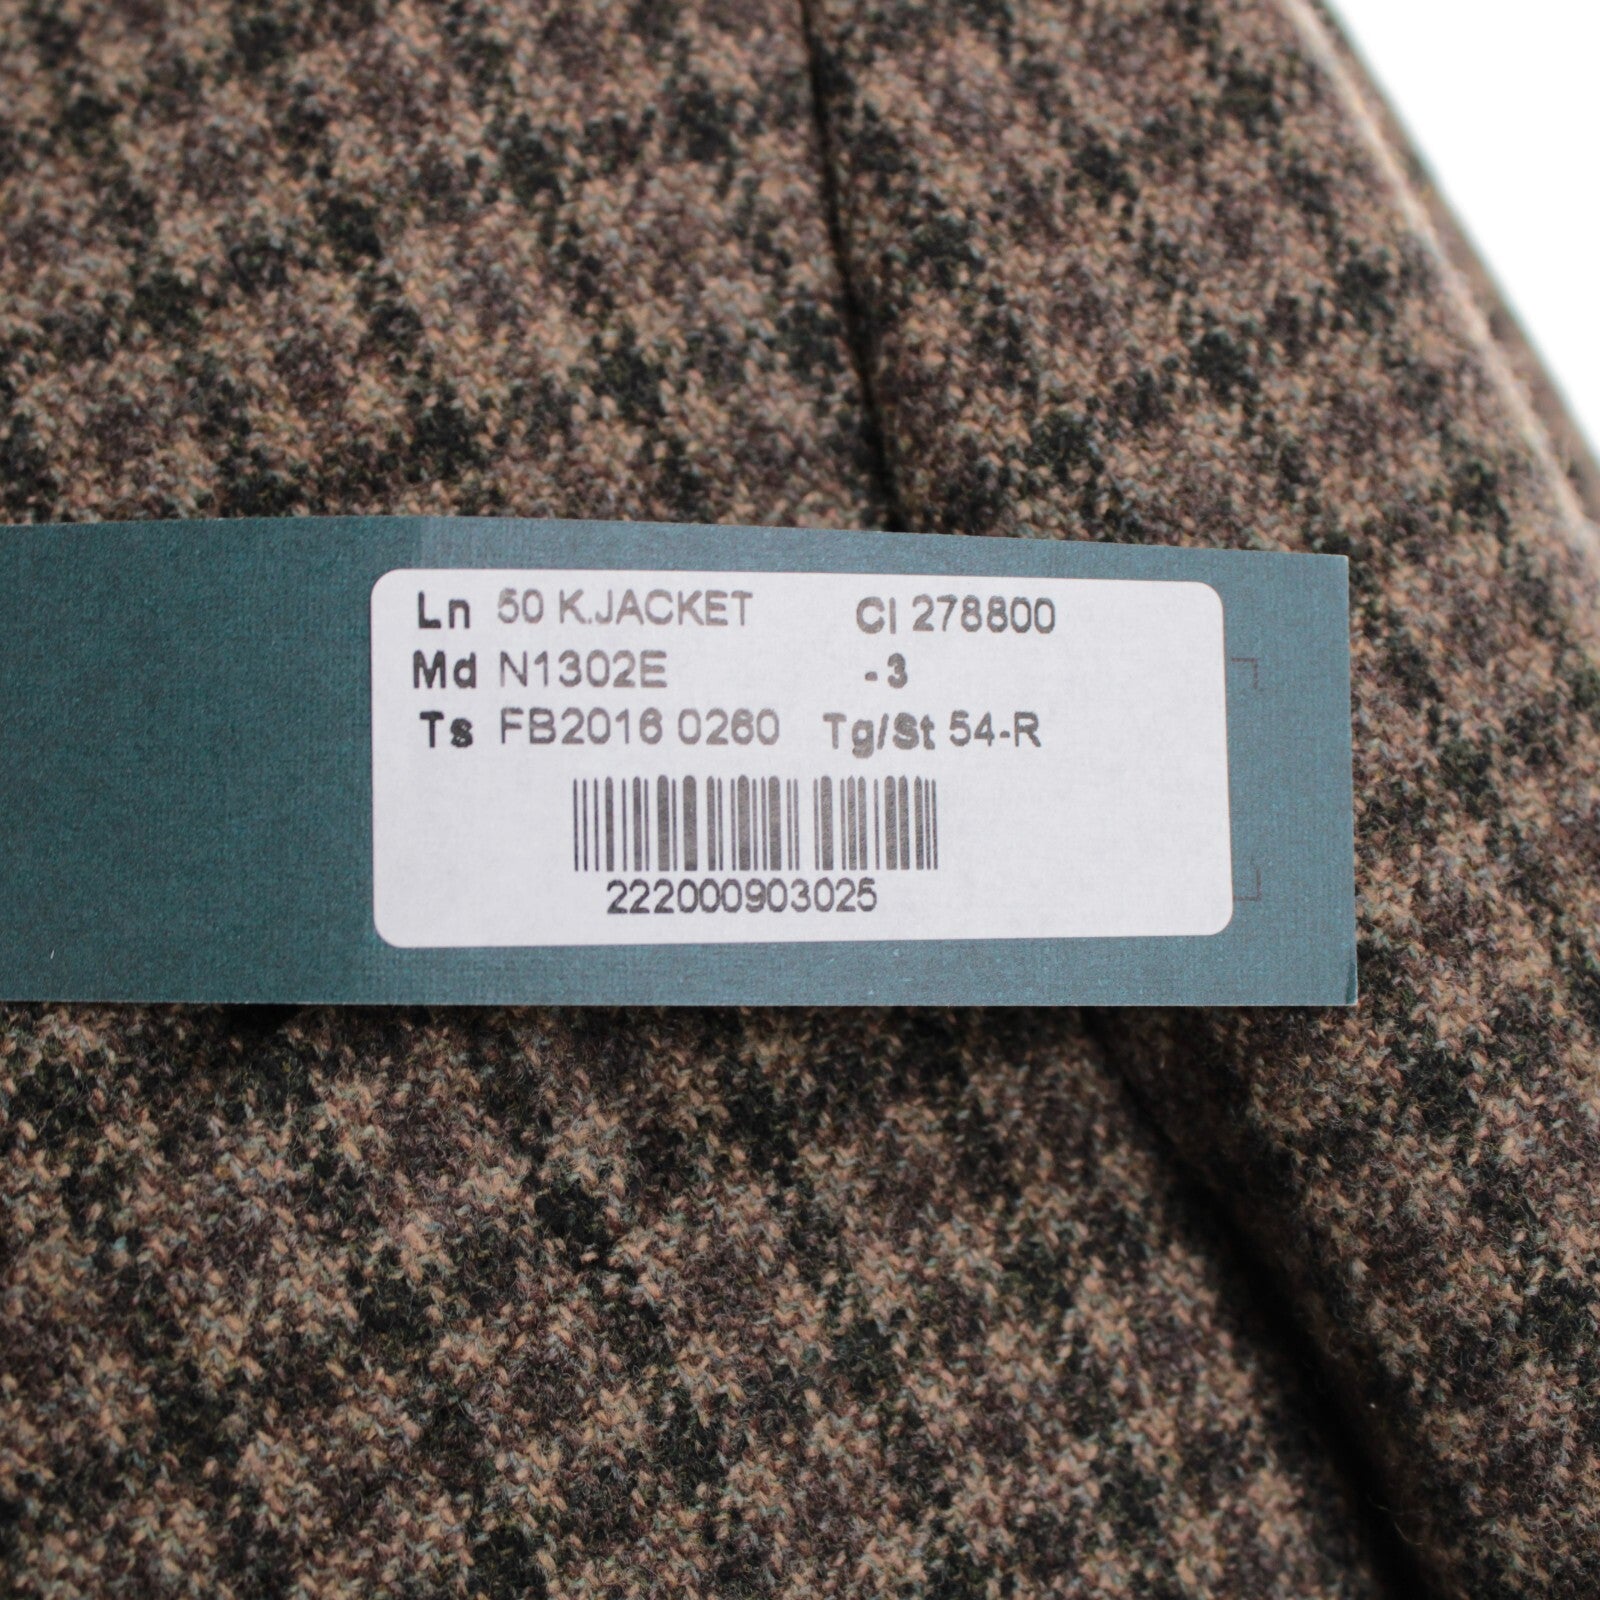 Ln 50 K.JACKET Cl 278800
Md N1302E -3
Ts FB2016 0260 Tg/St 54-R
222000903025